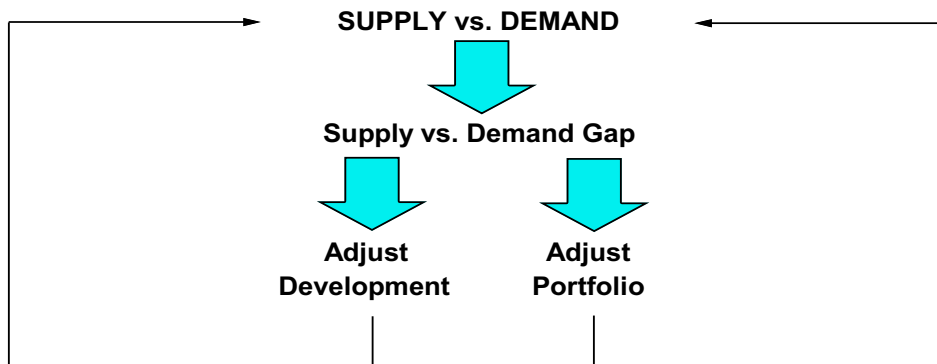 SUPPLY vs. DEMAND
Supply vs. Demand Gap
Adjust
Development
Adjust
Portfolio